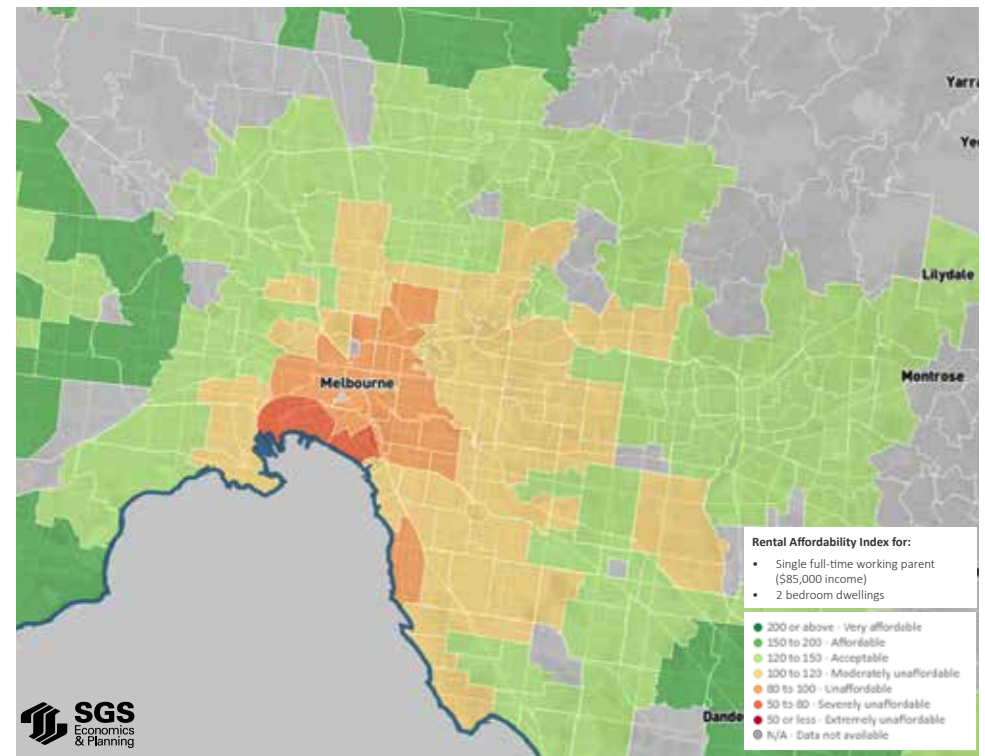 Yarra
Ye
Lilydale
Melbourne
Montrose
Rental Affordability Index for:
• Single full-time working parent
($85,000 income)
• 2 bedroom dwellings
200 or above - Very affordable
150 to 200 - Affordable
120 to 150 - Acceptable
100 to 120 - Moderately unaffordable
80 to 100 - Unaffordable
50 to 80 - Severely unaffordable
50 or less - Extremely unaffordable
N/A - Data not available
Dande
SGS
Economics
& Planning